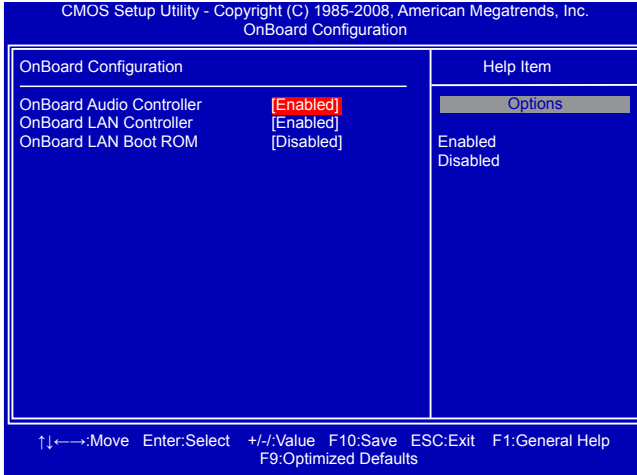 CMOS Setup Utility - Copyright (C) 1985-2008, American Megatrends, Inc.
OnBoard Configuration
OnBoard Configuration
Help Item
OnBoard Audio Controller [Enabled]
OnBoard LAN Controller [Enabled]
OnBoard LAN Boot ROM [Disabled]
Options
Enabled
Disabled
↑↓←→:Move Enter:Select +/-/:Value F10:Save ESC:Exit F1:General Help
F9:Optimized Defaults